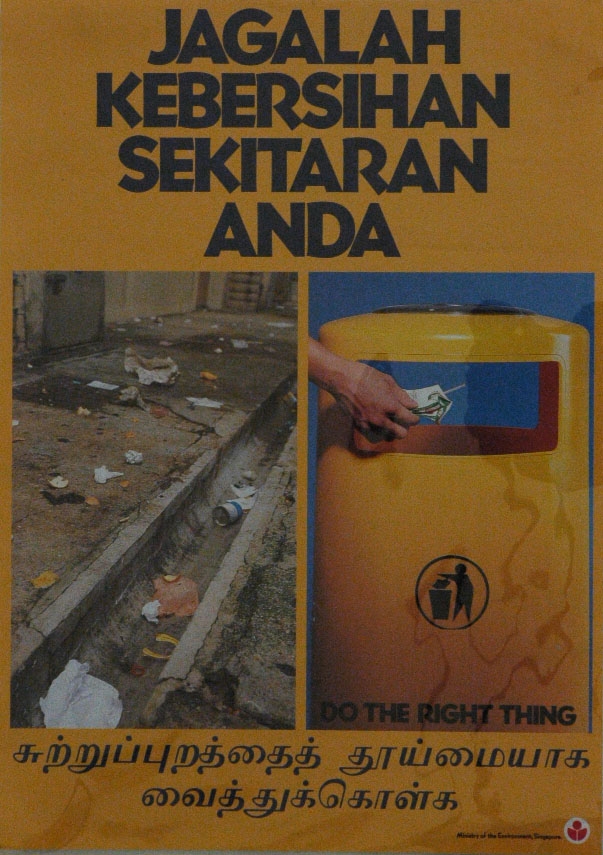 JAGALAH
KEBERSIHAN
SEKITARAN
ANDA
DO THE RIGHT THING
சுற்றுப்புறத்தைத் தூய்மையாக
வைத்துக்கொள்க
Ministry of the Environment, Singapore.